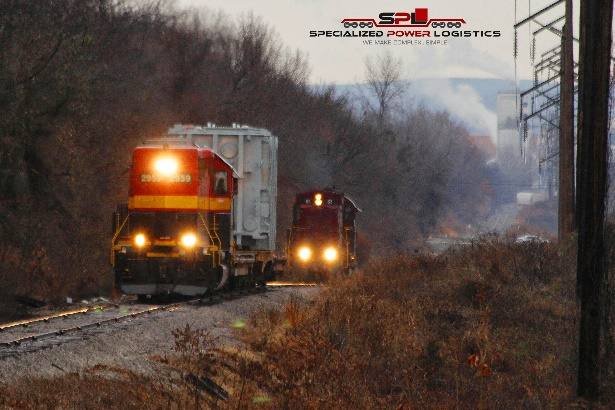 SPL
SPECIALIZED POWER LOGISTICS
WE MAKE COMPLEX, SIMPLE